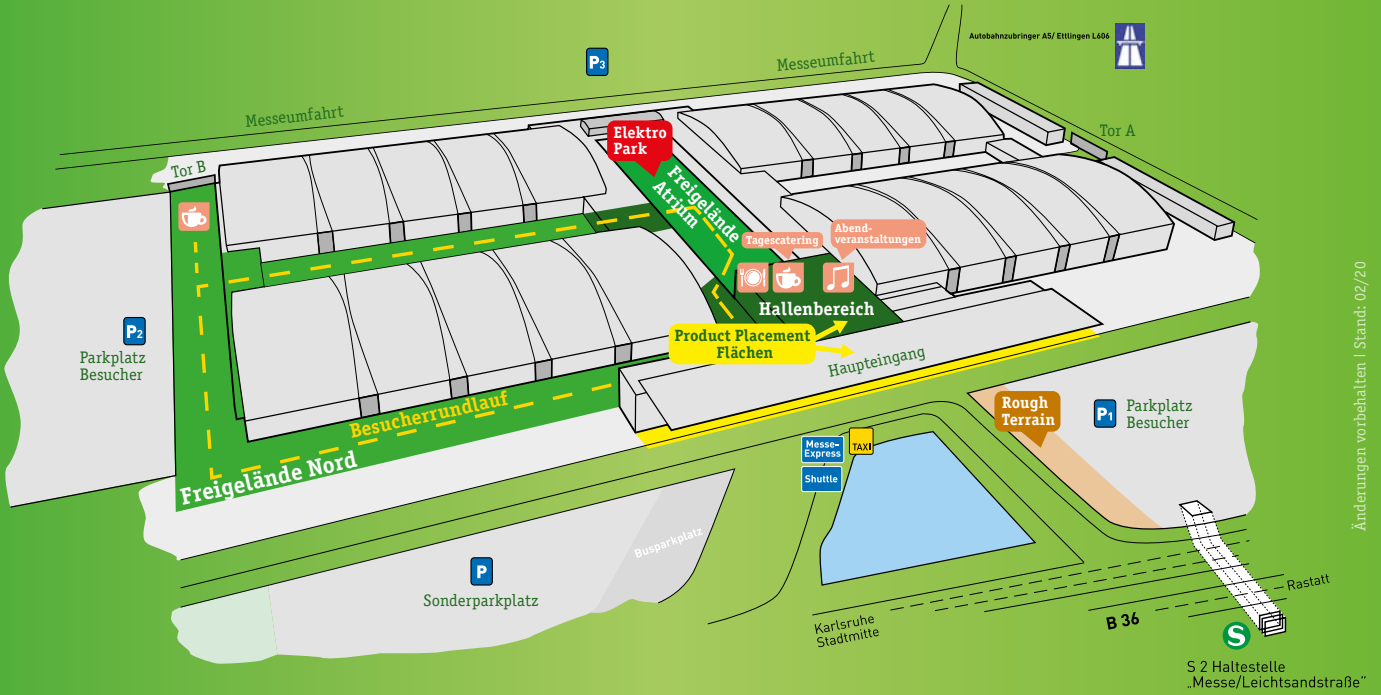 Autobahnzubringer A5/ Ettlingen L606
P3
Messeumfahrt
Messeumfahrt
Tor A
Elektro
Park
Tor B
Freigelände
Atrium
Tagescatering
Abend-
veranstaltungen
Hallenbereich
Product Placement
Flächen
Haupteingang
P2
Parkplatz
Besucher
Besucherrundlauf
Freigelände Nord
Rough
Terrain
P1
Parkplatz
Besucher
Messe-
Express
TAXI
Shuttle
Busparkplatz
P
Sonderparkplatz
Karlsruhe
Stadtmitte
B 36
Rastatt
S
S 2 Haltestelle
„Messe/Leichtsandstraße"
Änderungen vorbehalten | Stand: 02/20